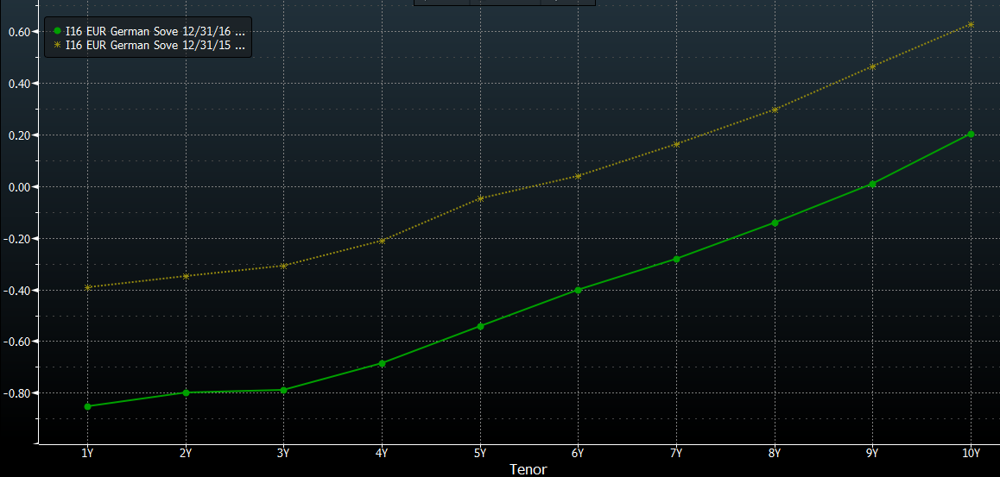 I16 EUR German Sove 12/31/16 ...
I16 EUR German Sove 12/31/15 ...
0.60
0.40
0.20
0.00
-0.20
-0.40
-0.60
-0.80
1Y 2Y 3Y 4Y 5Y 6Y 7Y 8Y 9Y 10Y
Tenor